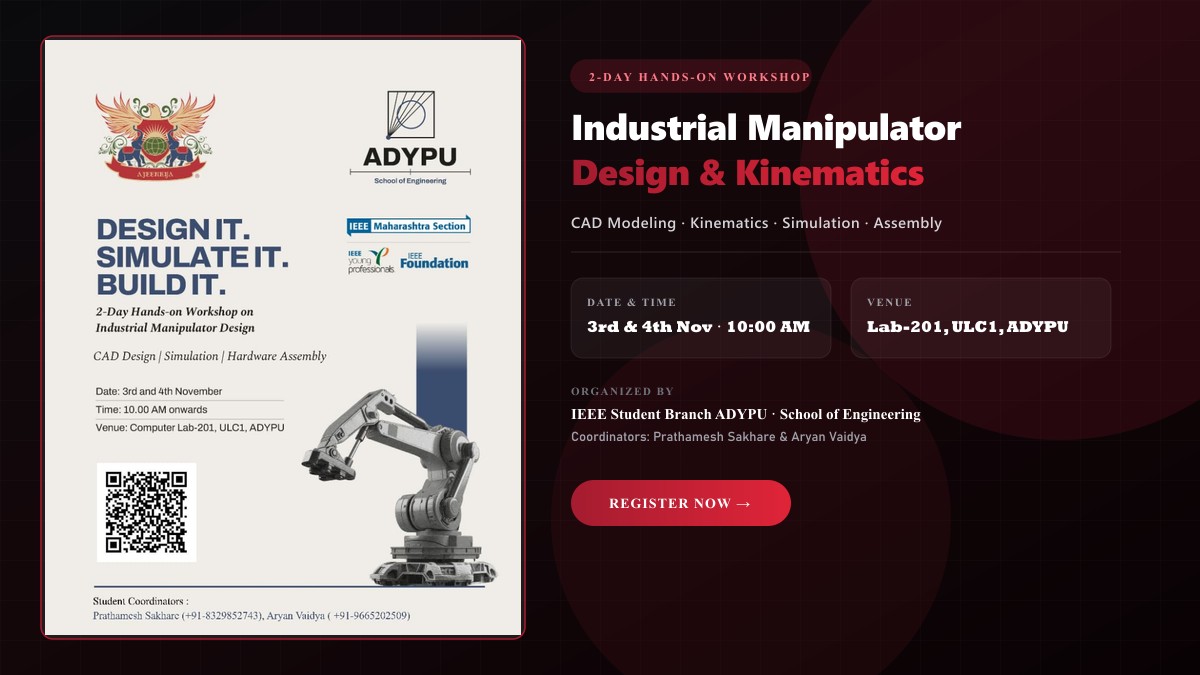 AJEENKYA
ADYPU
School of Engineering
DESIGN IT.
SIMULATE IT.
BUILD IT.
IEEE Maharashtra Section
IEEE young professionals
IEEE Foundation
2-Day Hands-on Workshop on
Industrial Manipulator Design
CAD Design | Simulation | Hardware Assembly
Date: 3rd and 4th November
Time: 10.00 AM onwards
Venue: Computer Lab-201, ULC1, ADYPU
Student Coordinators :
Prathamesh Sakhare (+91-8329852743), Aryan Vaidya ( +91-9665202509)
2-DAY HANDS-ON WORKSHOP
Industrial Manipulator
Design & Kinematics
CAD Modeling · Kinematics · Simulation · Assembly
DATE & TIME
3rd & 4th Nov · 10:00 AM
VENUE
Lab-201, ULC1, ADYPU
ORGANIZED BY
IEEE Student Branch ADYPU · School of Engineering
Coordinators: Prathamesh Sakhare & Aryan Vaidya
REGISTER NOW →